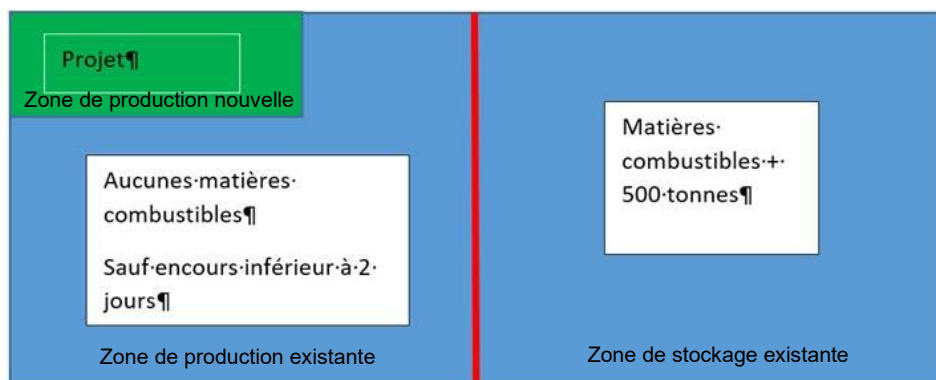 Projet¶
Zone de production nouvelle
Aucunes·matières·
combustibles¶
Sauf·encours·inférieur·à·2·
jours¶
Zone de production existante
Matières·
combustibles·+·
500·tonnes¶
Zone de stockage existante